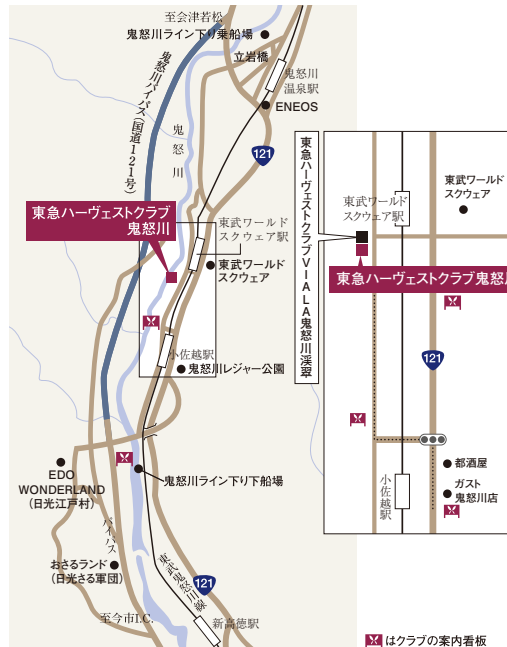 至会津若松
鬼怒川ライン下り乗船場
立岩橋
鬼怒川
温泉駅
ENEOS
鬼怒川バイパス(国道121号)
鬼怒川
121
東急ハーヴェストクラブ
鬼怒川
東武ワールド
スクウェア駅
東武ワールド
スクウェア
小佐越駅
鬼怒川レジャー公園
鬼怒川ライン下り下船場
EDO
WONDERLAND
(日光江戸村)
バイパス
おさるランド
(日光さる軍団)
東武鬼怒川線
121
至今市I.C.
新高徳駅
東急ハーヴェストクラブVIALA鬼怒川渓翠
東武ワールド
スクウェア
東武ワールド
スクウェア駅
東急ハーヴェストクラブ鬼怒川
121
都酒屋
ガスト
鬼怒川店
小佐越駅
はクラブの案内看板